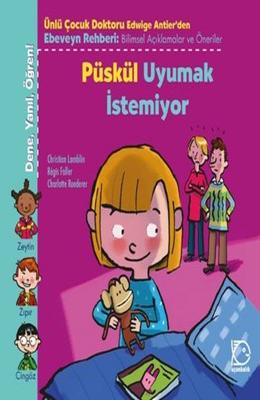 Ünlü Çocuk Doktoru Edwige Antier'den
Ebeveyn Rehberi: Bilimsel Açıklamalar ve Öneriler
Püskül Uyumak
İstemiyor
Christian Lamblin
Régis Faller
Charlotte Roederer
Dene, Yanıl, Öğren!
Zeytin
Zıpır
Cingöz
uçanbalık